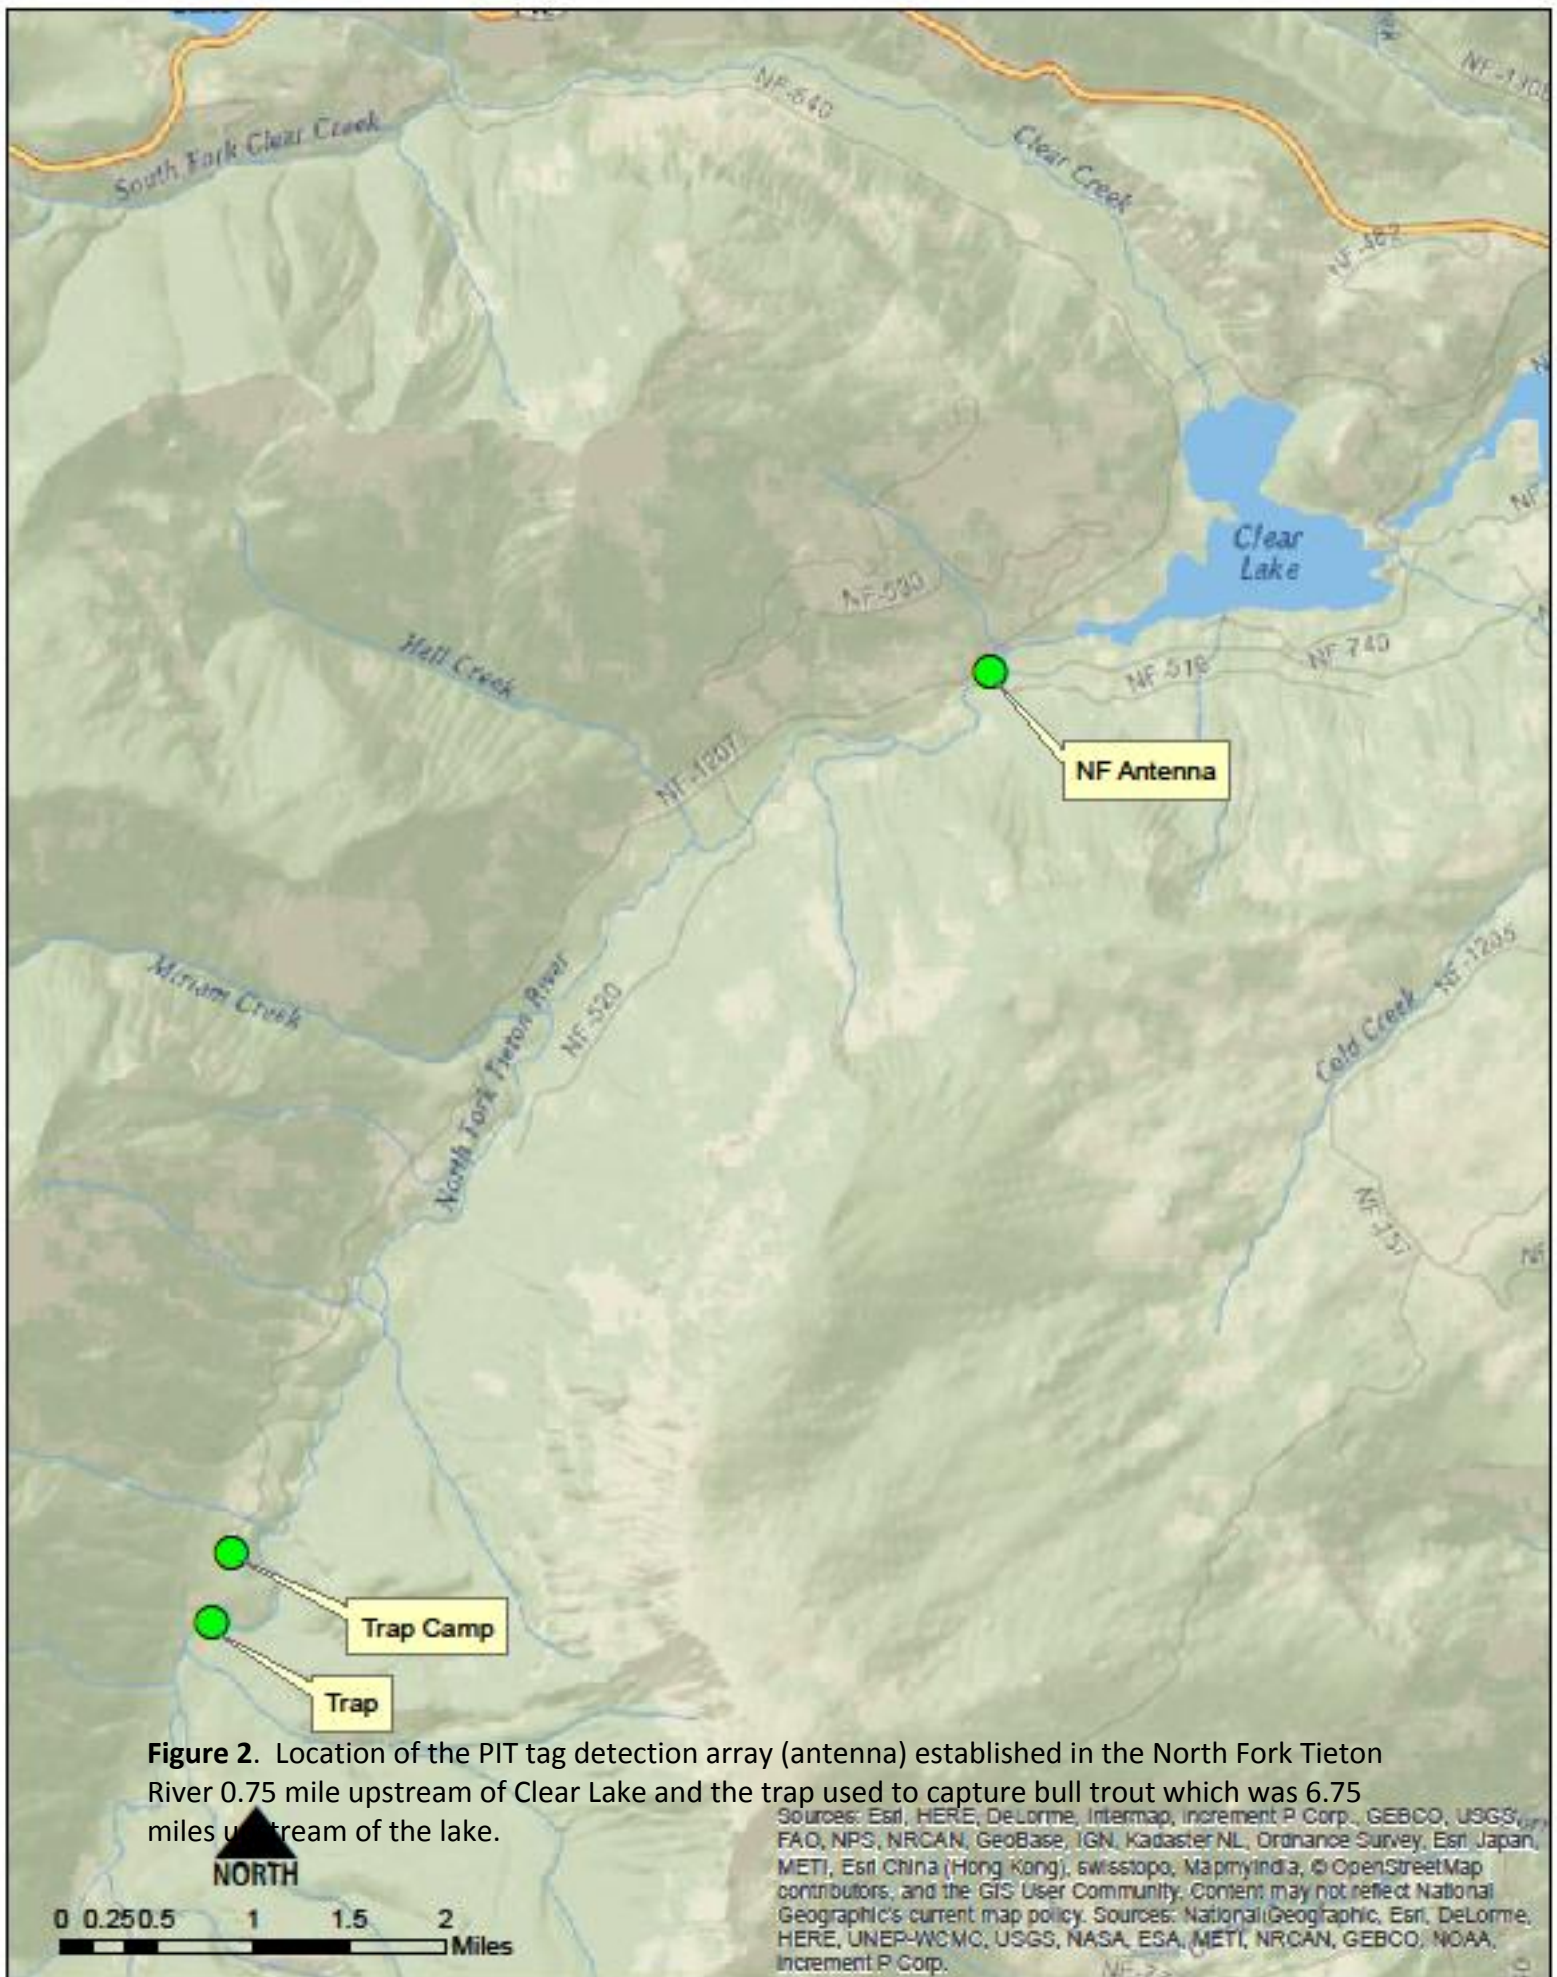 NF-640
NF-1308
South Fork Clear Creek
Clear Creek
NF-482
Clear
Lake
NF
NF-530
Hell Creek
NF-740
NF-518
NF Antenna
NF-1207
Miriam Creek
NF-1205
North Fork Tieton River
NF-520
Cold Creek
NF-157
NF
Trap Camp
Trap
Figure 2. Location of the PIT tag detection array (antenna) established in the North Fork Tieton
River 0.75 mile upstream of Clear Lake and the trap used to capture bull trout which was 6.75
miles upstream of the lake.
NORTH
0 0.25 0.5 1 1.5 2
Miles
Sources: Esri, HERE, DeLorme, Intermap, increment P Corp., GEBCO, USGS,
FAO, NPS, NRCAN, GeoBase, IGN, Kadaster NL, Ordnance Survey, Esri Japan,
METI, Esri China (Hong Kong), swisstopo, MapmyIndia, © OpenStreetMap
contributors, and the GIS User Community. Content may not reflect National
Geographic's current map policy. Sources: National Geographic, Esri, DeLorme,
HERE, UNEP-WCMC, USGS, NASA, ESA, METI, NRCAN, GEBCO, NOAA,
increment P Corp.